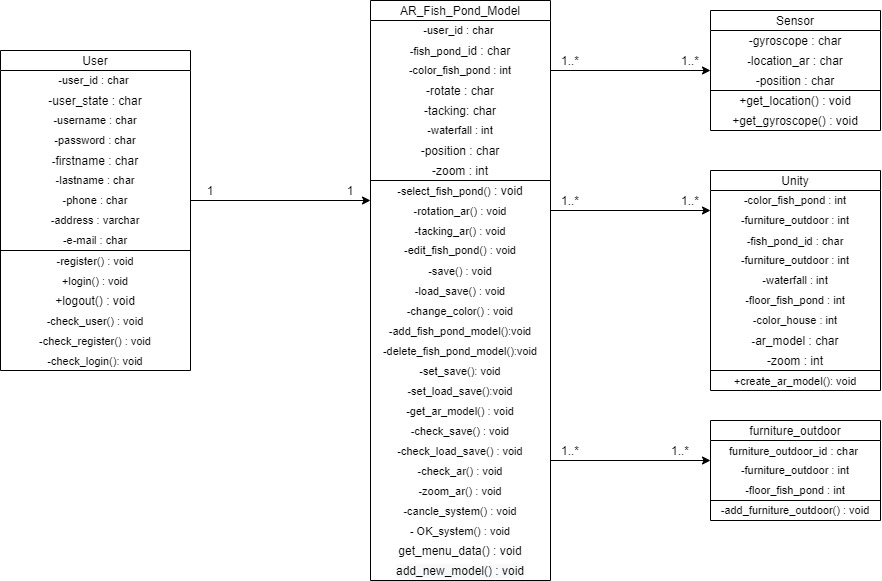 User
-user_id : char
-user_state : char
-username : char
-password : char
-firstname : char
-lastname : char
-phone : char
-address : varchar
-e-mail : char
-register() : void
+login() : void
+logout() : void
-check_user() : void
-check_register() : void
-check_login(): void
1
1
AR_Fish_Pond_Model
-user_id : char
-fish_pond_id : char
-color_fish_pond : int
-rotate : char
-tacking: char
-waterfall : int
-position : char
-zoom : int
-select_fish_pond() : void
-rotation_ar() : void
-tacking_ar() : void
-edit_fish_pond() : void
-save() : void
-load_save() : void
-change_color() : void
-add_fish_pond_model():void
-delete_fish_pond_model():void
-set_save(): void
-set_load_save():void
-get_ar_model() : void
-check_save() : void
-check_load_save() : void
-check_ar() : void
-zoom_ar() : void
-cancle_system() : void
- OK_system() : void
get_menu_data() : void
add_new_model() : void
1..*
1..*
Sensor
-gyroscope : char
-location_ar : char
-position : char
+get_location() : void
+get_gyroscope() : void
1..*
1..*
Unity
-color_fish_pond : int
-furniture_outdoor : int
-fish_pond_id : char
-furniture_outdoor : int
-waterfall : int
-floor_fish_pond : int
-color_house : int
-ar_model : char
-zoom : int
+create_ar_model(): void
1..*
1..*
furniture_outdoor
furniture_outdoor_id : char
-furniture_outdoor : int
-floor_fish_pond : int
-add_furniture_outdoor() : void